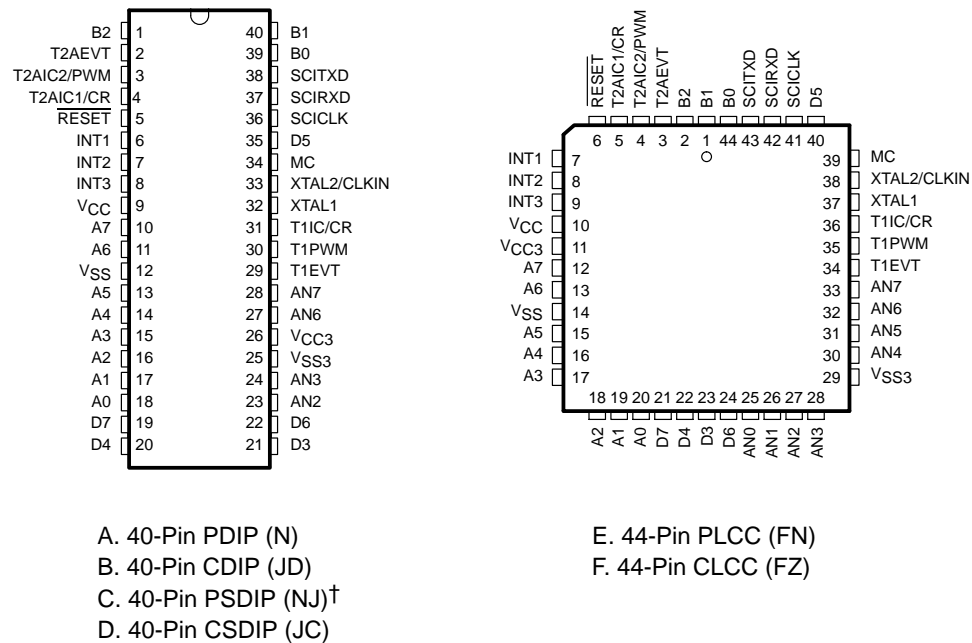 B2 1 40 B1
T2AEVT 2 39 B0
T2AIC2/PWM 3 38 SCITXD
T2AIC1/CR 4 37 SCIRXD
RESET 5 36 SCICLK
INT1 6 35 D5
INT2 7 34 MC
INT3 8 33 XTAL2/CLKIN
VCC 9 32 XTAL1
A7 10 31 T1IC/CR
A6 11 30 T1PWM
VSS 12 29 T1EVT
A5 13 28 AN7
A4 14 27 AN6
A3 15 26 VCC3
A2 16 25 VSS3
A1 17 24 AN3
A0 18 23 AN2
D7 19 22 D6
D4 20 21 D3
A. 40-Pin PDIP (N)
B. 40-Pin CDIP (JD)
C. 40-Pin PSDIP (NJ)†
D. 40-Pin CSDIP (JC)
RESET T2AIC1/CR T2AIC2/PWM T2AEVT B2 B1 B0 SCITXD SCIRXD SCICLK D5
6 5 4 3 2 1 44 43 42 41 40
INT1 7 39 MC
INT2 8 38 XTAL2/CLKIN
INT3 9 37 XTAL1
VCC 10 36 T1IC/CR
VCC3 11 35 T1PWM
A7 12 34 T1EVT
A6 13 33 AN7
VSS 14 32 AN6
A5 15 31 AN5
A4 16 30 AN4
A3 17 29 VSS3
18 19 20 21 22 23 24 25 26 27 28
A2 A1 A0 D7 D4 D3 D6 AN0 AN1 AN2 AN3
E. 44-Pin PLCC (FN)
F. 44-Pin CLCC (FZ)